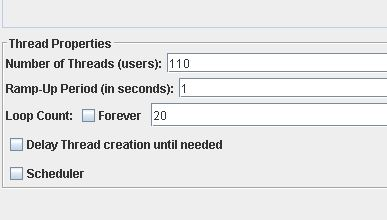 Thread Properties
Number of Threads (users): 110
Ramp-Up Period (in seconds): 1
Loop Count: Forever 20
Delay Thread creation until needed
Scheduler